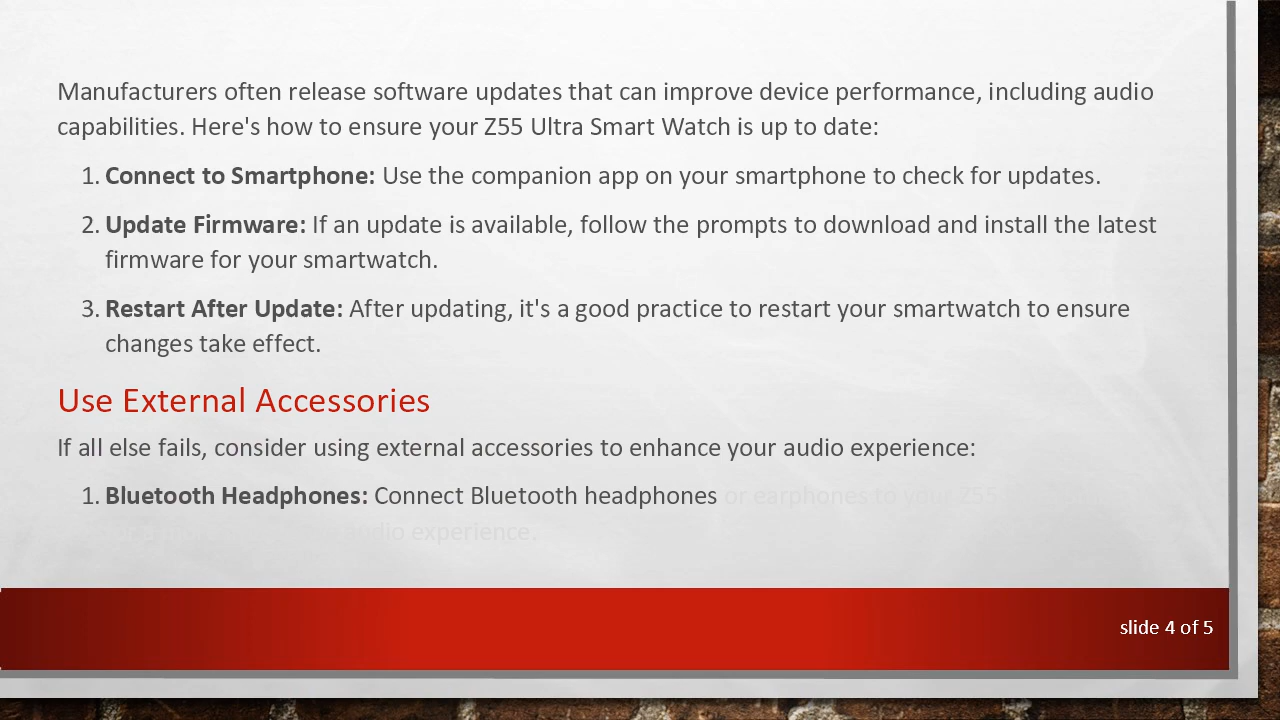 Manufacturers often release software updates that can improve device performance, including audio
capabilities. Here's how to ensure your Z55 Ultra Smart Watch is up to date:
1. Connect to Smartphone: Use the companion app on your smartphone to check for updates.
2. Update Firmware: If an update is available, follow the prompts to download and install the latest
firmware for your smartwatch.
3. Restart After Update: After updating, it's a good practice to restart your smartwatch to ensure
changes take effect.
Use External Accessories
If all else fails, consider using external accessories to enhance your audio experience:
1. Bluetooth Headphones: Connect Bluetooth headphones or earphones to your Z55
audio experience.
slide 4 of 5